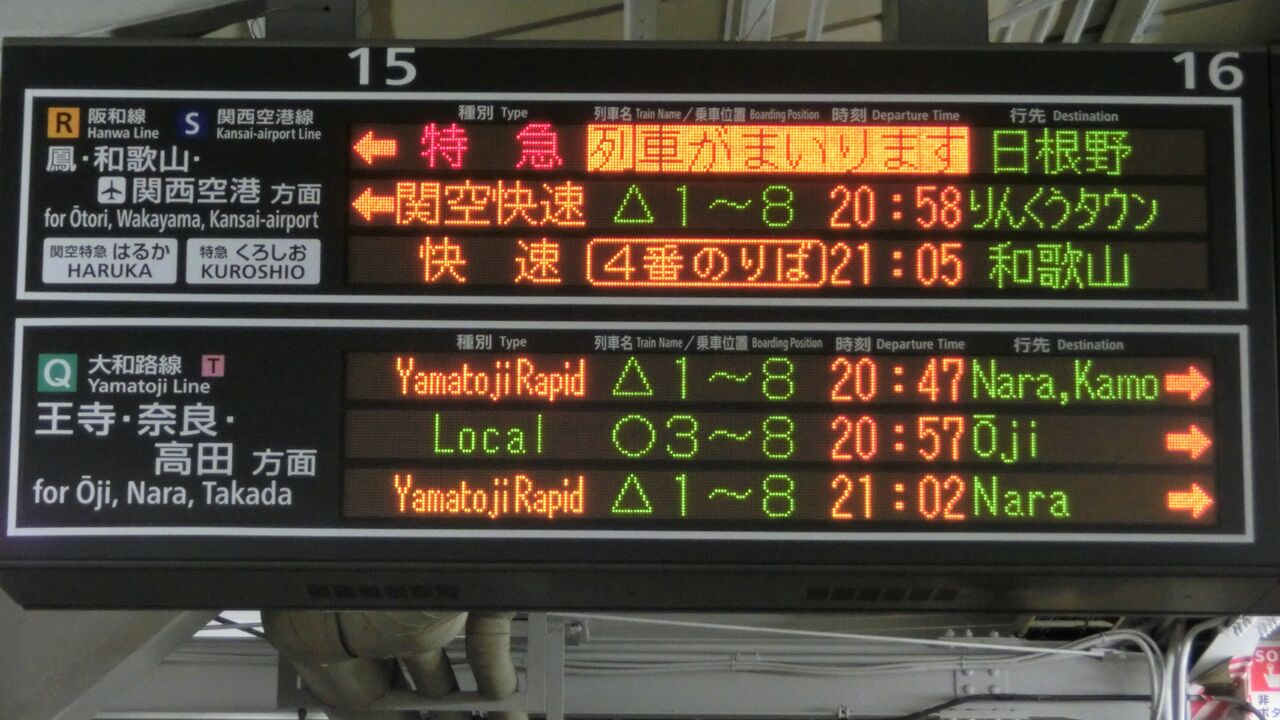 15 16
R 阪和線 S 関西空港線
Hanwa Line Kansai-airport Line
鳳・和歌山・
関西空港 方面
for Ōtori, Wakayama, Kansai-airport
関空特急 はるか 特急 くろしお
HARUKA KUROSHIO
種別 Type 列車名 Train Name/乗車位置 Boarding Position 時刻 Departure Time 行先 Destination
← 特急 列車がまいります 日根野
← 関空快速 △1~8 20:58 りんくうタウン
快速 4番のりば 21:05 和歌山
Q 大和路線 T
Yamatoji Line
王寺・奈良・
高田 方面
for Ōji, Nara, Takada
種別 Type 列車名 Train Name/乗車位置 Boarding Position 時刻 Departure Time 行先 Destination
Yamatoji Rapid △1~8 20:47 Nara,Kamo →
Local ○3~8 20:57 Ōji →
Yamatoji Rapid △1~8 21:02 Nara →